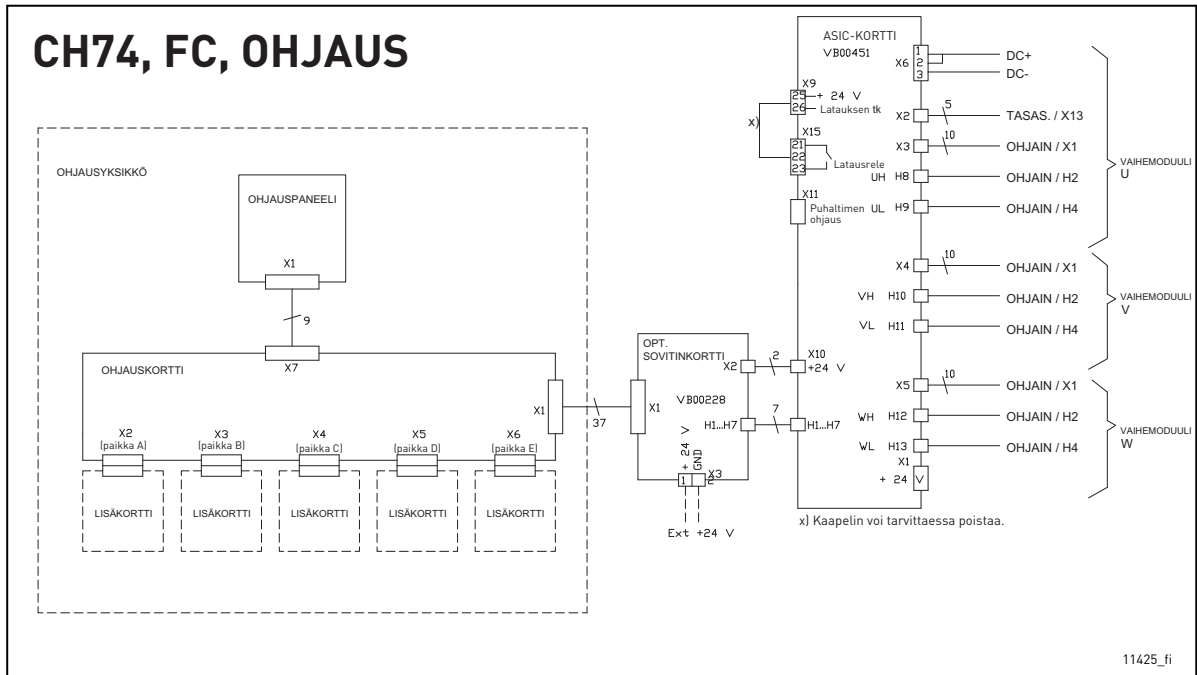 CH74, FC, OHJAUS
OHJAUSYKSIKKÖ
OHJAUSPANEELI
X1
9
X7
OHJAUSKORTTI
X1
37
X2
(paikka A)
X3
(paikka B)
X4
(paikka C)
X5
(paikka D)
X6
(paikka E)
LISÄKORTTI
LISÄKORTTI
LISÄKORTTI
LISÄKORTTI
LISÄKORTTI
OPT.
SOVITINKORTTI
X2
2
X1
VB00228
H1...H7
7
+ 24 V
GND
X3
1
2
Ext +24 V
ASIC-KORTTI
VB00451
X9
25
+ 24 V
26
Latauksen tk
x)
X15
21
22
23
Latausrele
X11
Puhaltimen
ohjaus
X10
+24 V
H1...H7
X6
1
2
3
DC+
DC-
X2
5
TASAS. / X13
X3
10
OHJAIN / X1
UH H8
OHJAIN / H2
UL H9
OHJAIN / H4
VAIHEMODUULI
U
X4
10
OHJAIN / X1
VH H10
OHJAIN / H2
VL H11
OHJAIN / H4
VAIHEMODUULI
V
X5
10
OHJAIN / X1
WH H12
OHJAIN / H2
WL H13
OHJAIN / H4
VAIHEMODUULI
W
X1
+ 24 V
x) Kaapelin voi tarvittaessa poistaa.
11425_fi